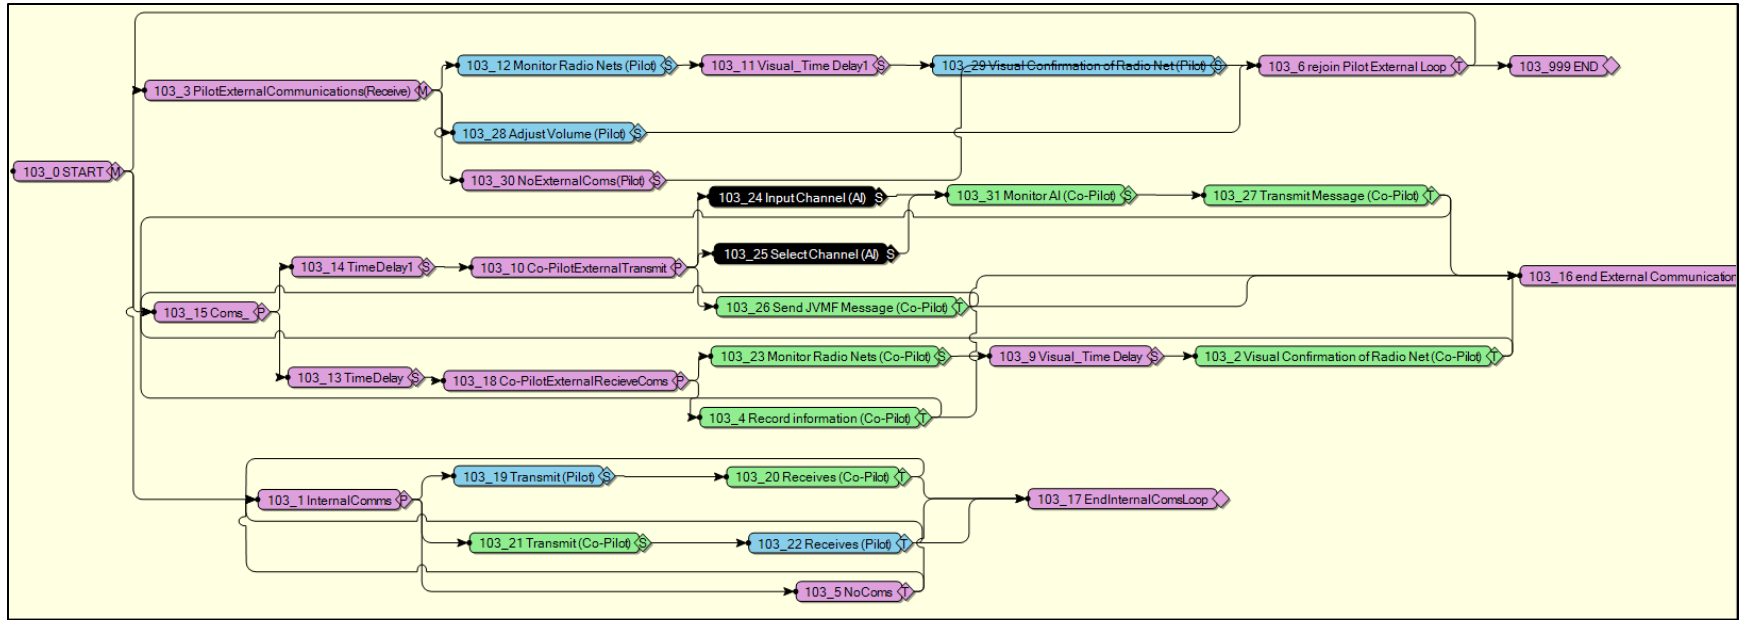 103_12 Monitor Radio Nets (Pilot) S
103_11 Visual_Time Delay1 S
103_29 Visual Confirmation of Radio Net (Pilot) S
103_6 rejoin Pilot External Loop T
103_999 END
103_3 PilotExternalCommunications(Receive) M
103_28 Adjust Volume (Pilot) S
103_0 START M
103_30 NoExternalComs(Pilot) S
103_24 Input Channel (AI) S
103_31 Monitor AI (Co-Pilot) S
103_27 Transmit Message (Co-Pilot) T
103_25 Select Channel (AI) S
103_14 TimeDelay1 S
103_10 Co-PilotExternalTransmit P
103_16 end External Communication
103_15 Coms_ P
103_26 Send JVMF Message (Co-Pilot) T
103_23 Monitor Radio Nets (Co-Pilot) S
103_9 Visual_Time Delay S
103_2 Visual Confirmation of Radio Net (Co-Pilot) T
103_13 TimeDelay S
103_18 Co-PilotExternalRecieveComs P
103_4 Record information (Co-Pilot) T
103_19 Transmit (Pilot) S
103_20 Receives (Co-Pilot) T
103_1 InternalComms P
103_17 EndInternalComsLoop
103_21 Transmit (Co-Pilot) S
103_22 Receives (Pilot) T
103_5 NoComs T